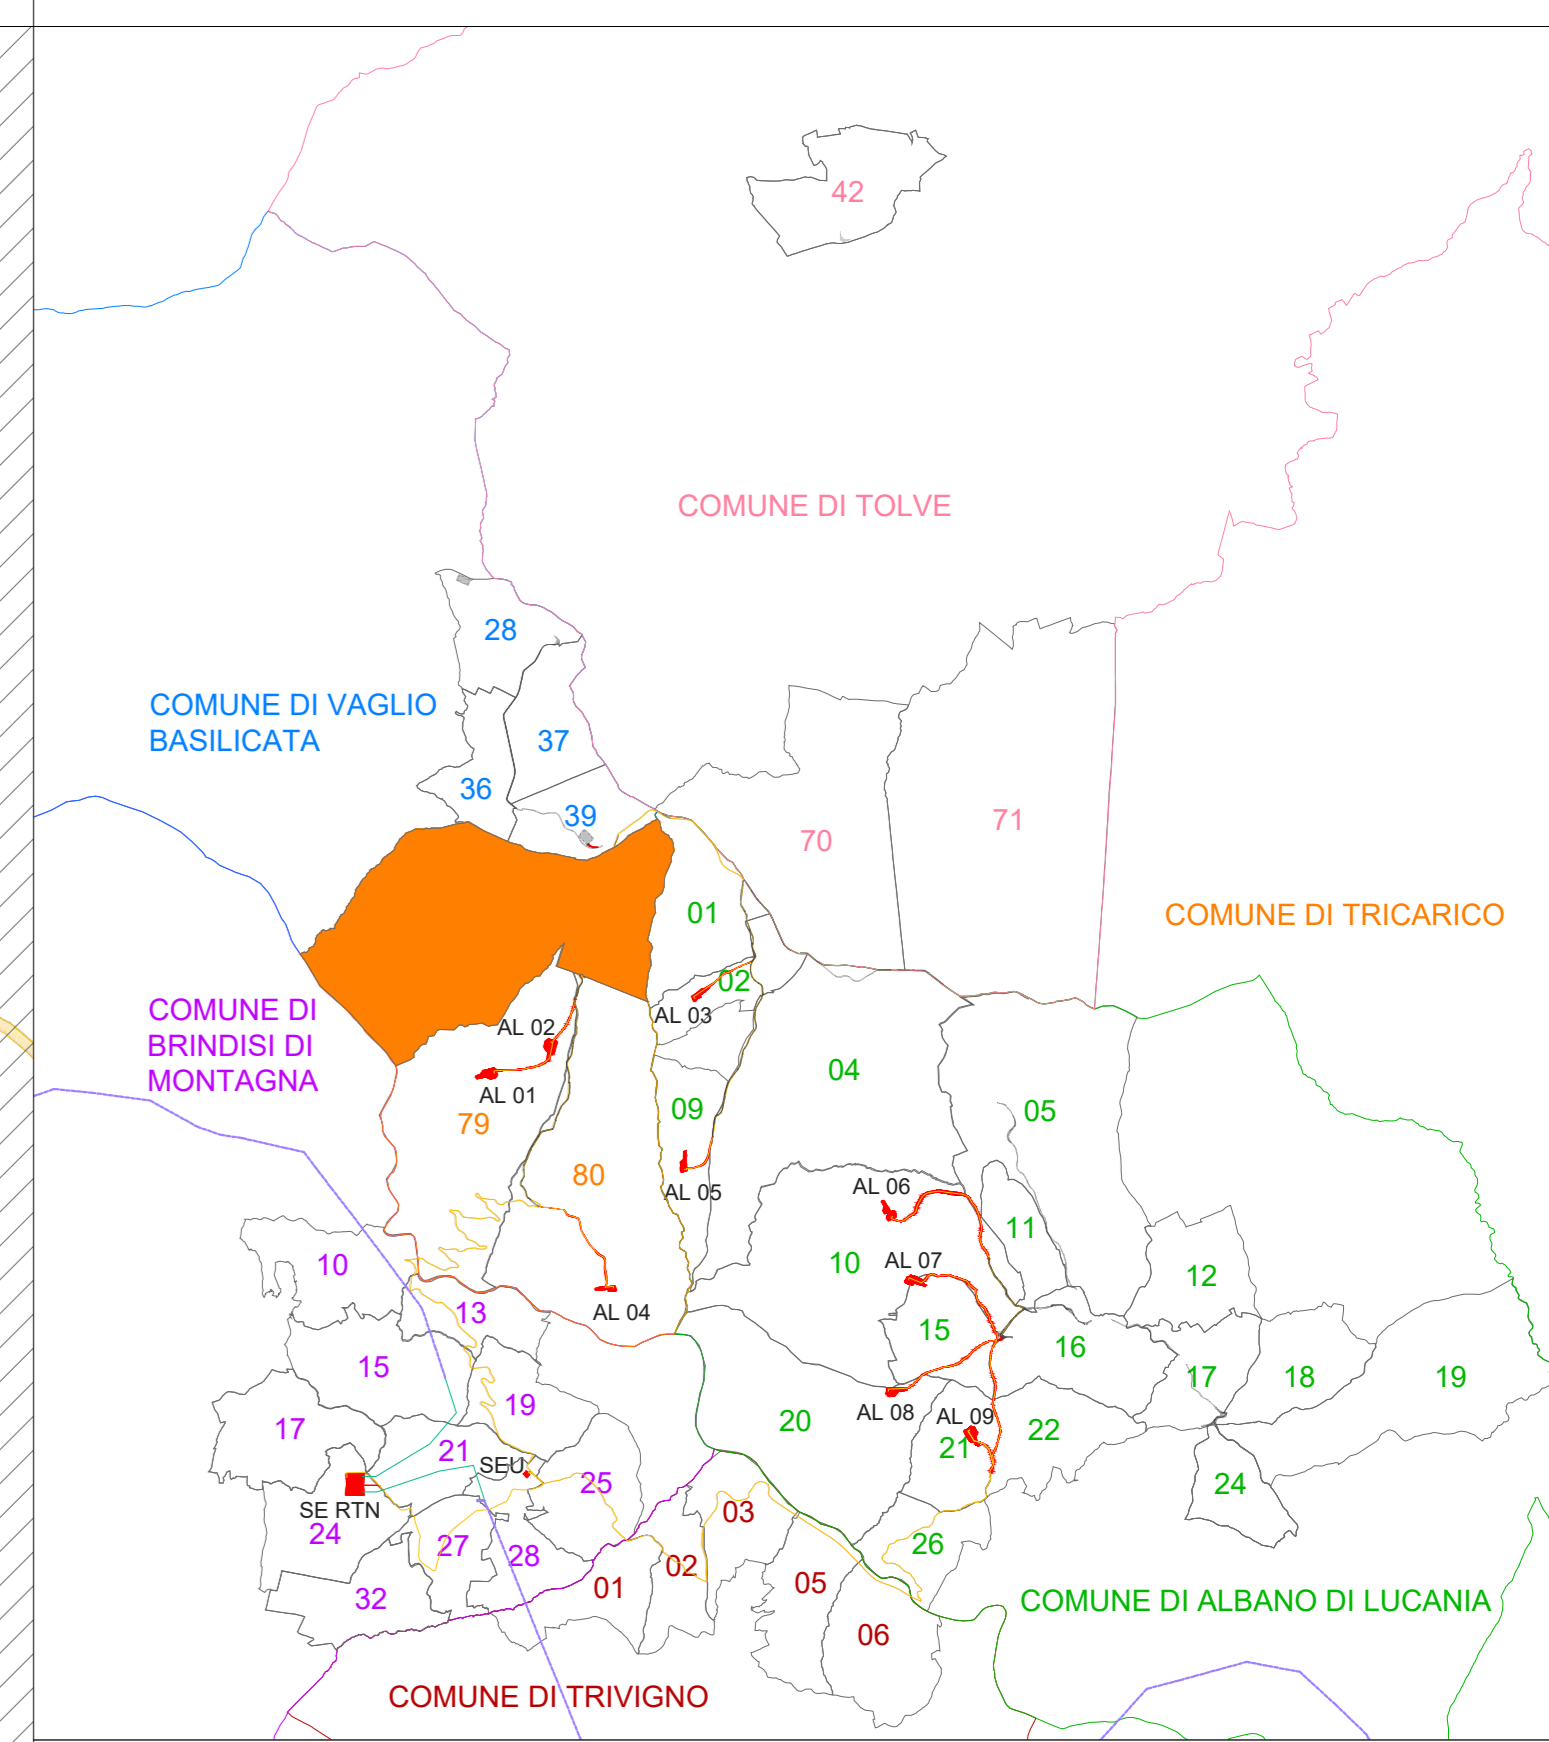 42
COMUNE DI TOLVE
28
COMUNE DI VAGLIO
BASILICATA
37
36
39
70
71
01
COMUNE DI TRICARICO
02
AL 03
COMUNE DI
BRINDISI DI
MONTAGNA
AL 02
AL 01
79
04
09
05
80
AL 05
AL 06
11
10
10
AL 07
12
13
AL 04
15
16
15
17
18
19
19
AL 08
AL 09
20
21
22
17
21
SEU
25
24
SE RTN
24
03
27
28
26
02
05
01
32
COMUNE DI ALBANO DI LUCANIA
06
COMUNE DI TRIVIGNO